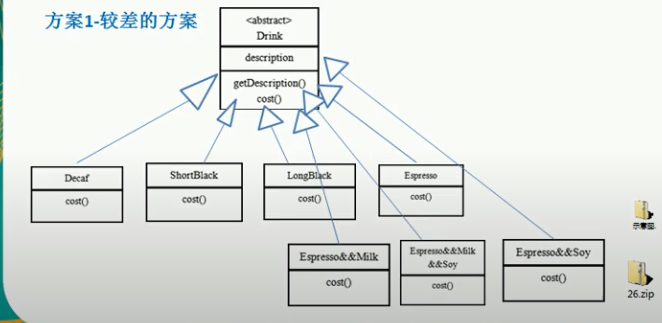 方案1-较差的方案
<abstract>
Drink
description
getDescription()
cost()
Decaf
cost()
ShortBlack
cost()
LongBlack
cost()
Espresso
cost()
Espresso&&Milk
cost()
Espresso&&Milk
&&Soy
cost()
Espresso&&Soy
cost()
示意图.
26.zip